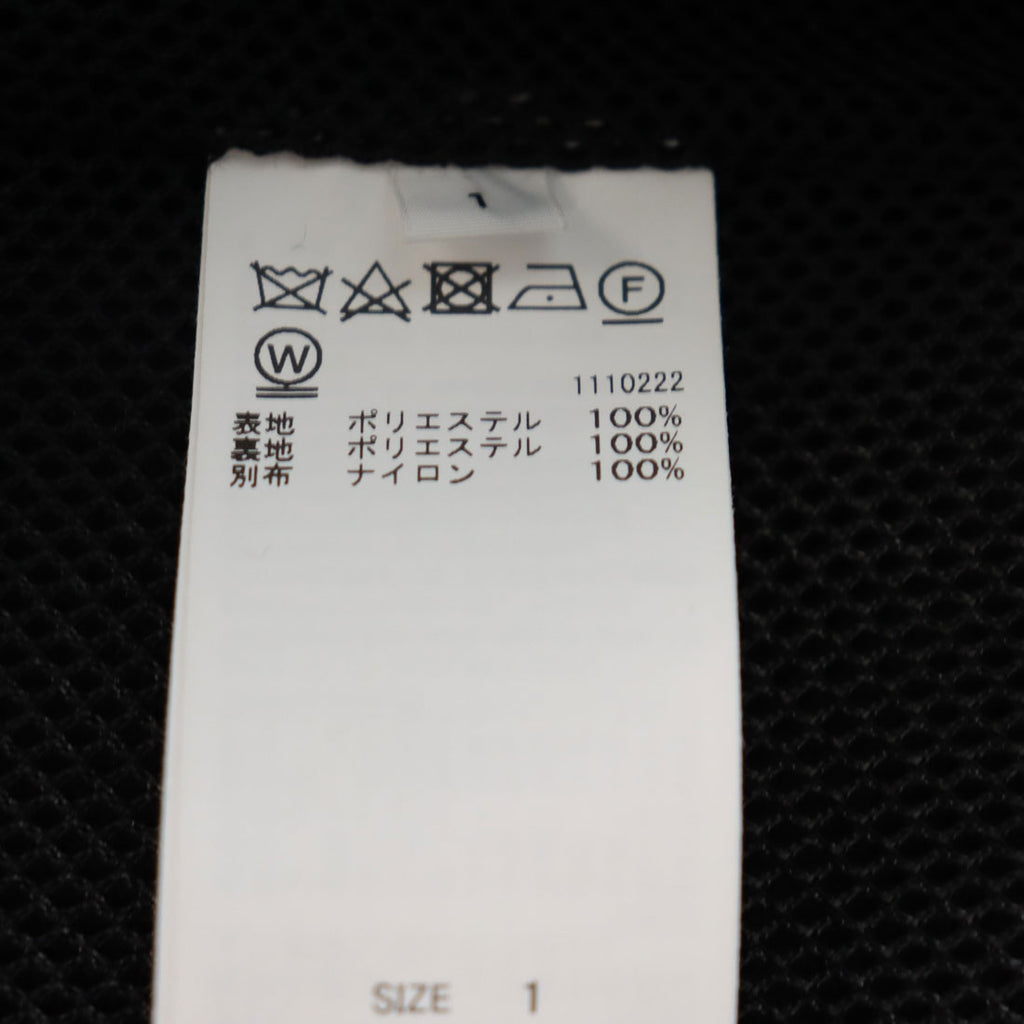 1
F
W
1110222
表地 ポリエステル 100%
裏地 ポリエステル 100%
別布 ナイロン 100%
SIZE 1